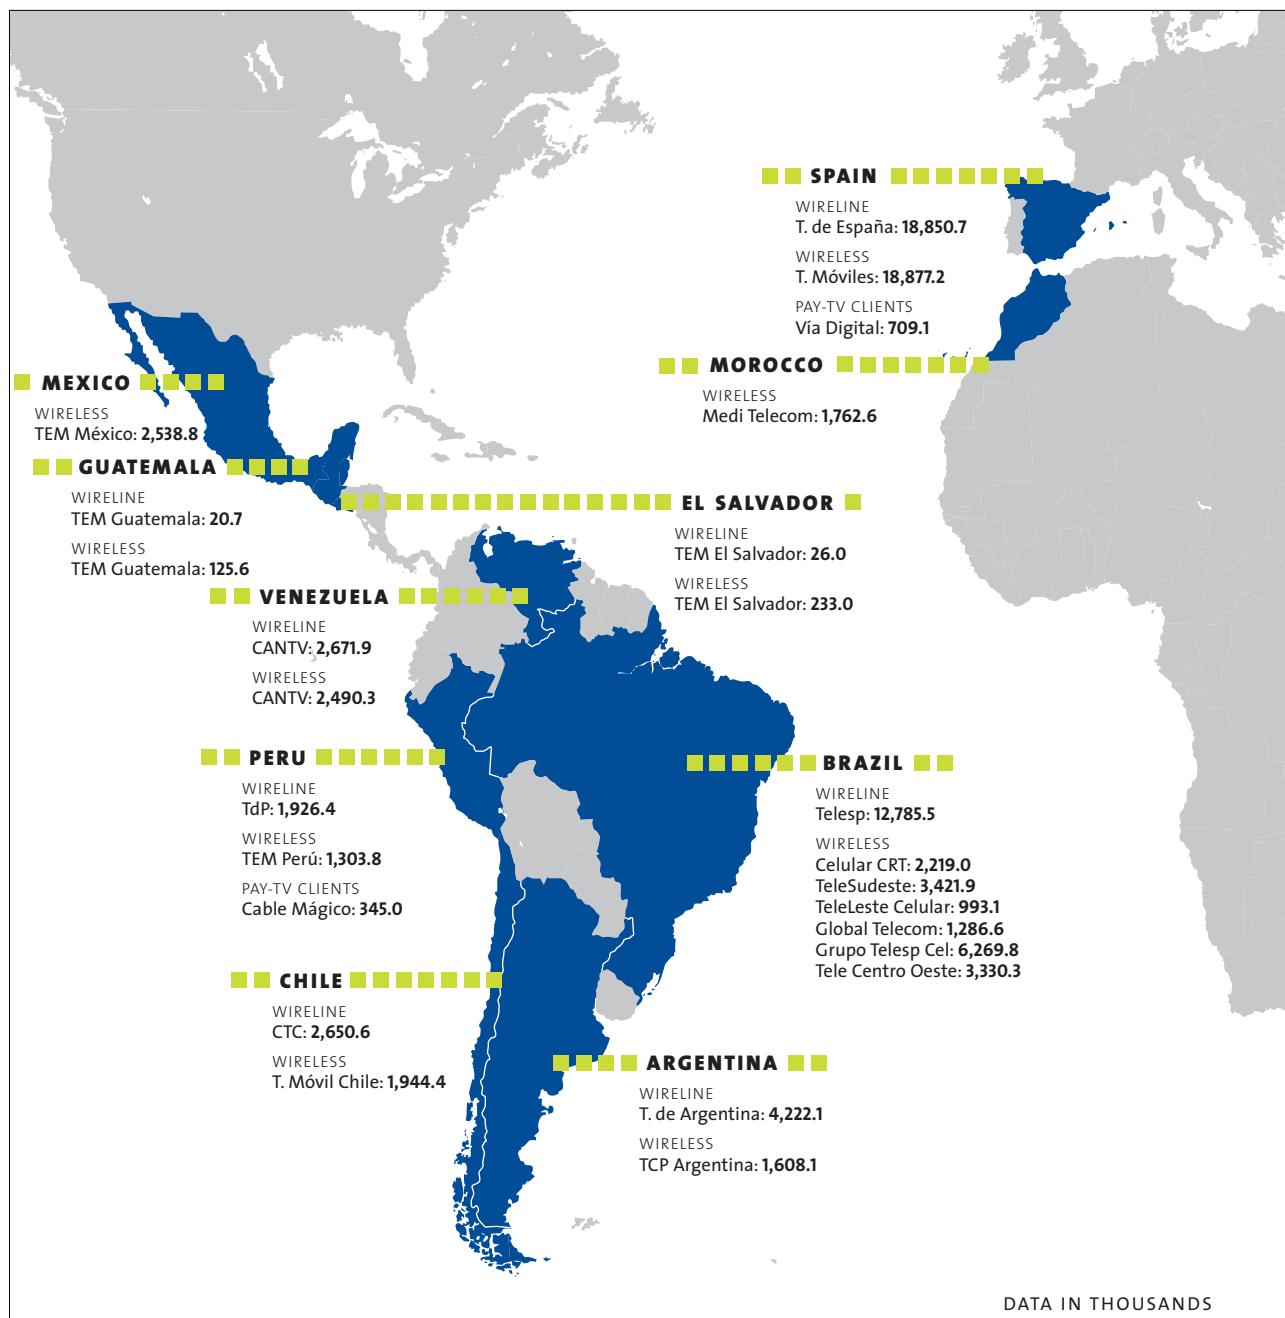 SPAIN
WIRELINE
T. de España: 18,850.7
WIRELESS
T. Móviles: 18,877.2
PAY-TV CLIENTS
Vía Digital: 709.1
MOROCCO
WIRELESS
Medi Telecom: 1,762.6
MEXICO
WIRELESS
TEM México: 2,538.8
GUATEMALA
WIRELINE
TEM Guatemala: 20.7
WIRELESS
TEM Guatemala: 125.6
EL SALVADOR
WIRELINE
TEM El Salvador: 26.0
WIRELESS
TEM El Salvador: 233.0
VENEZUELA
WIRELINE
CANTV: 2,671.9
WIRELESS
CANTV: 2,490.3
PERU
WIRELINE
TdP: 1,926.4
WIRELESS
TEM Perú: 1,303.8
PAY-TV CLIENTS
Cable Mágico: 345.0
BRAZIL
WIRELINE
Telesp: 12,785.5
WIRELESS
Celular CRT: 2,219.0
TeleSudeste: 3,421.9
TeleLeste Celular: 993.1
Global Telecom: 1,286.6
Grupo Telesp Cel: 6,269.8
Tele Centro Oeste: 3,330.3
CHILE
WIRELINE
CTC: 2,650.6
WIRELESS
T. Móvil Chile: 1,944.4
ARGENTINA
WIRELINE
T. de Argentina: 4,222.1
WIRELESS
TCP Argentina: 1,608.1
DATA IN THOUSANDS